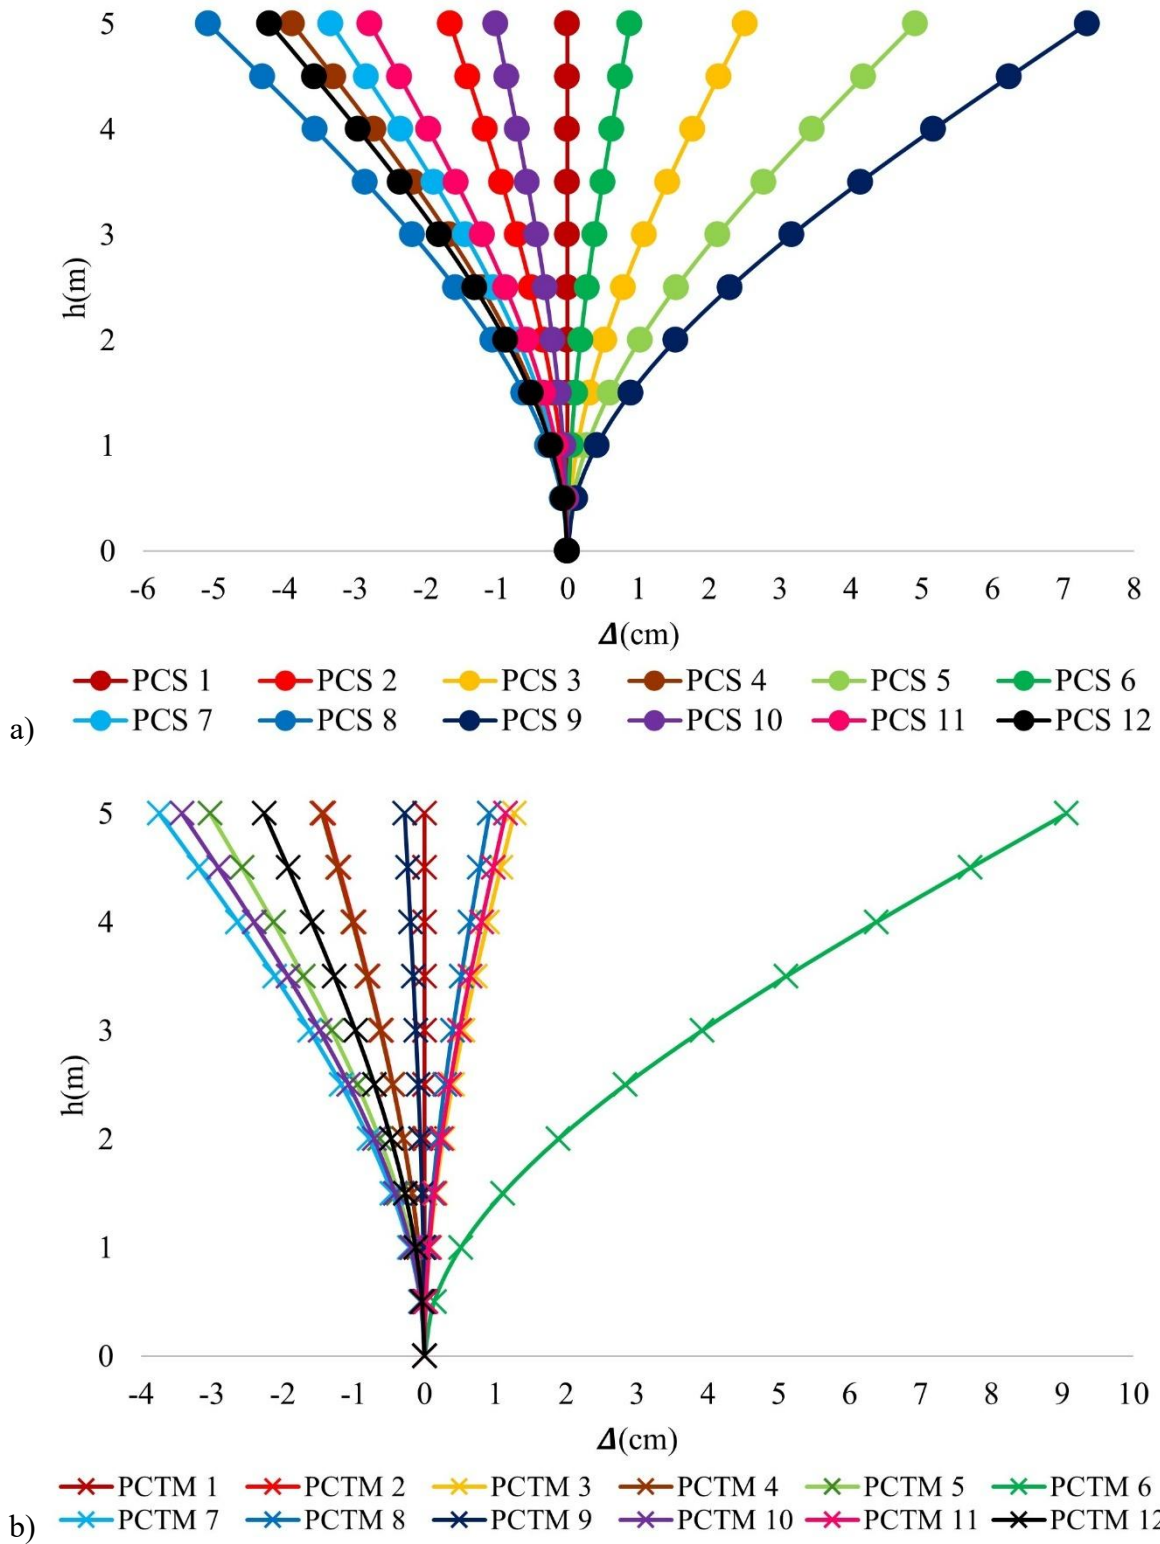 5
4
3
h(m)
2
1
0
-6 -5 -4 -3 -2 -1 0 1 2 3 4 5 6 7 8
Δ(cm)
PCS 1 PCS 2 PCS 3 PCS 4 PCS 5 PCS 6
PCS 7 PCS 8 PCS 9 PCS 10 PCS 11 PCS 12
a)
5
4
3
h(m)
2
1
0
-4 -3 -2 -1 0 1 2 3 4 5 6 7 8 9 10
Δ(cm)
PCTM 1 PCTM 2 PCTM 3 PCTM 4 PCTM 5 PCTM 6
PCTM 7 PCTM 8 PCTM 9 PCTM 10 PCTM 11 PCTM 12
b)